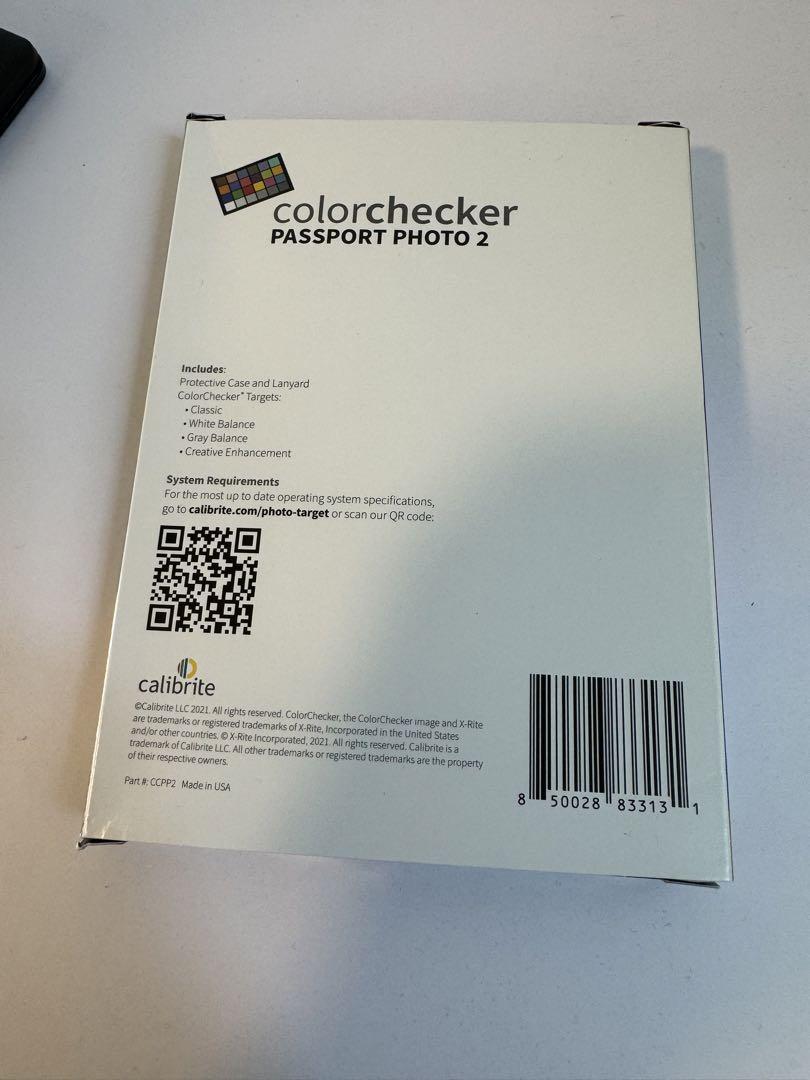 colorchecker
PASSPORT PHOTO 2
Includes:
Protective Case and Lanyard
ColorChecker™ Targets:
• Classic
• White Balance
• Gray Balance
• Creative Enhancement
System Requirements
For the most up to date operating system specifications,
go to calibrite.com/photo-target or scan our QR code:
calibrite
©Calibrite LLC 2021. All rights reserved. ColorChecker, the ColorChecker image and X-Rite
are trademarks or registered trademarks of X-Rite, Incorporated in the United States
and/or other countries. © X-Rite Incorporated, 2021. All rights reserved. Calibrite is a
trademark of Calibrite LLC. All other trademarks or registered trademarks are the property
of their respective owners.
Part #: CCPP2 Made in USA
8 50028 83313 1